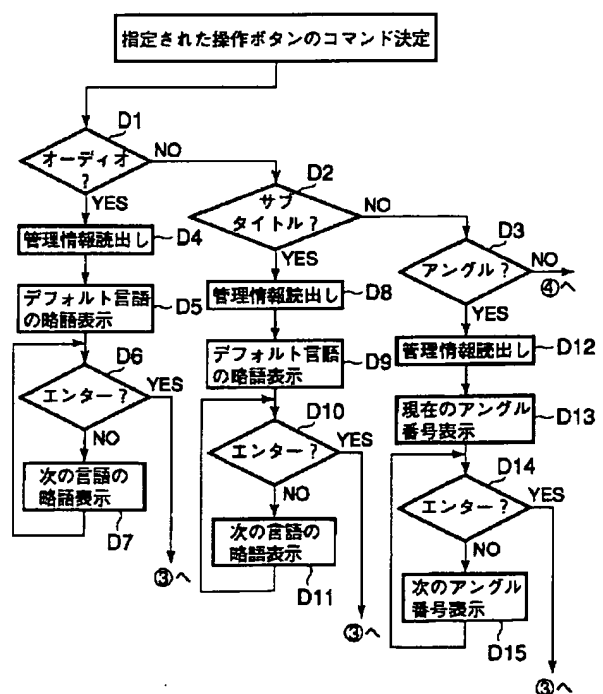 指定された操作ボタンのコマンド決定
D1
オーディオ
?
NO
YES
D2
サブ
タイトル?
NO
YES
D3
アングル?
NO
④へ
YES
管理情報読出し
D4
デフォルト言語
の略語表示
D5
D6
エンター?
YES
NO
次の言語の
略語表示
D7
③へ
管理情報読出し
D8
デフォルト言語
の略語表示
D9
D10
エンター?
YES
NO
次の言語の
略語表示
D11
③へ
管理情報読出し
D12
現在のアングル
番号表示
D13
D14
エンター?
YES
NO
次のアングル
番号表示
D15
③へ